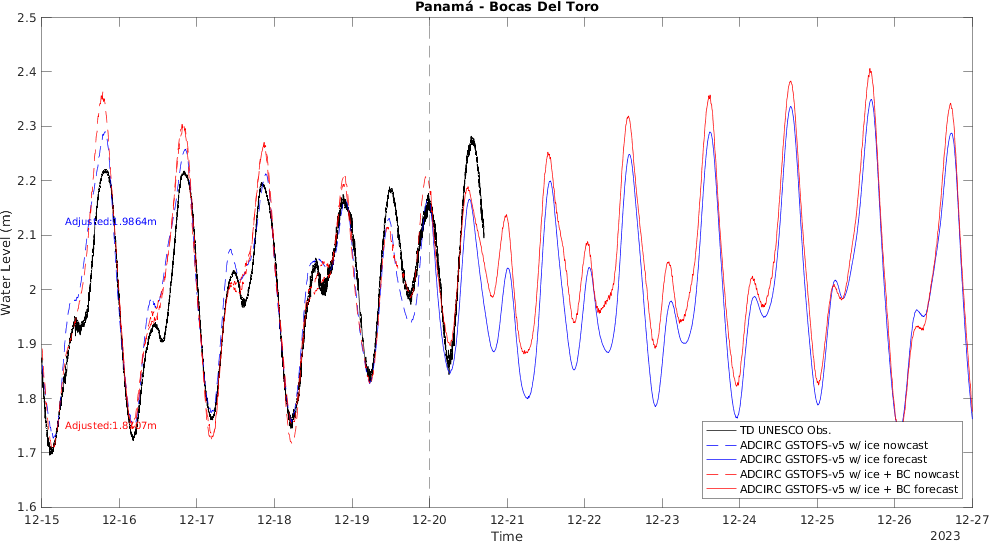 Panamá - Bocas Del Toro
Water Level (m)
2.5
2.4
2.3
2.2
2.1
2
1.9
1.8
1.7
1.6
Adjusted:1.9864m
TD UNESCO Obs.
ADCIRC GSTOFS-v5 w/ ice nowcast
ADCIRC GSTOFS-v5 w/ ice forecast
ADCIRC GSTOFS-v5 w/ ice + BC nowcast
ADCIRC GSTOFS-v5 w/ ice + BC forecast
12-15 12-16 12-17 12-18 12-19 12-20 12-21 12-22 12-23 12-24 12-25 12-26 12-27
Time
2023